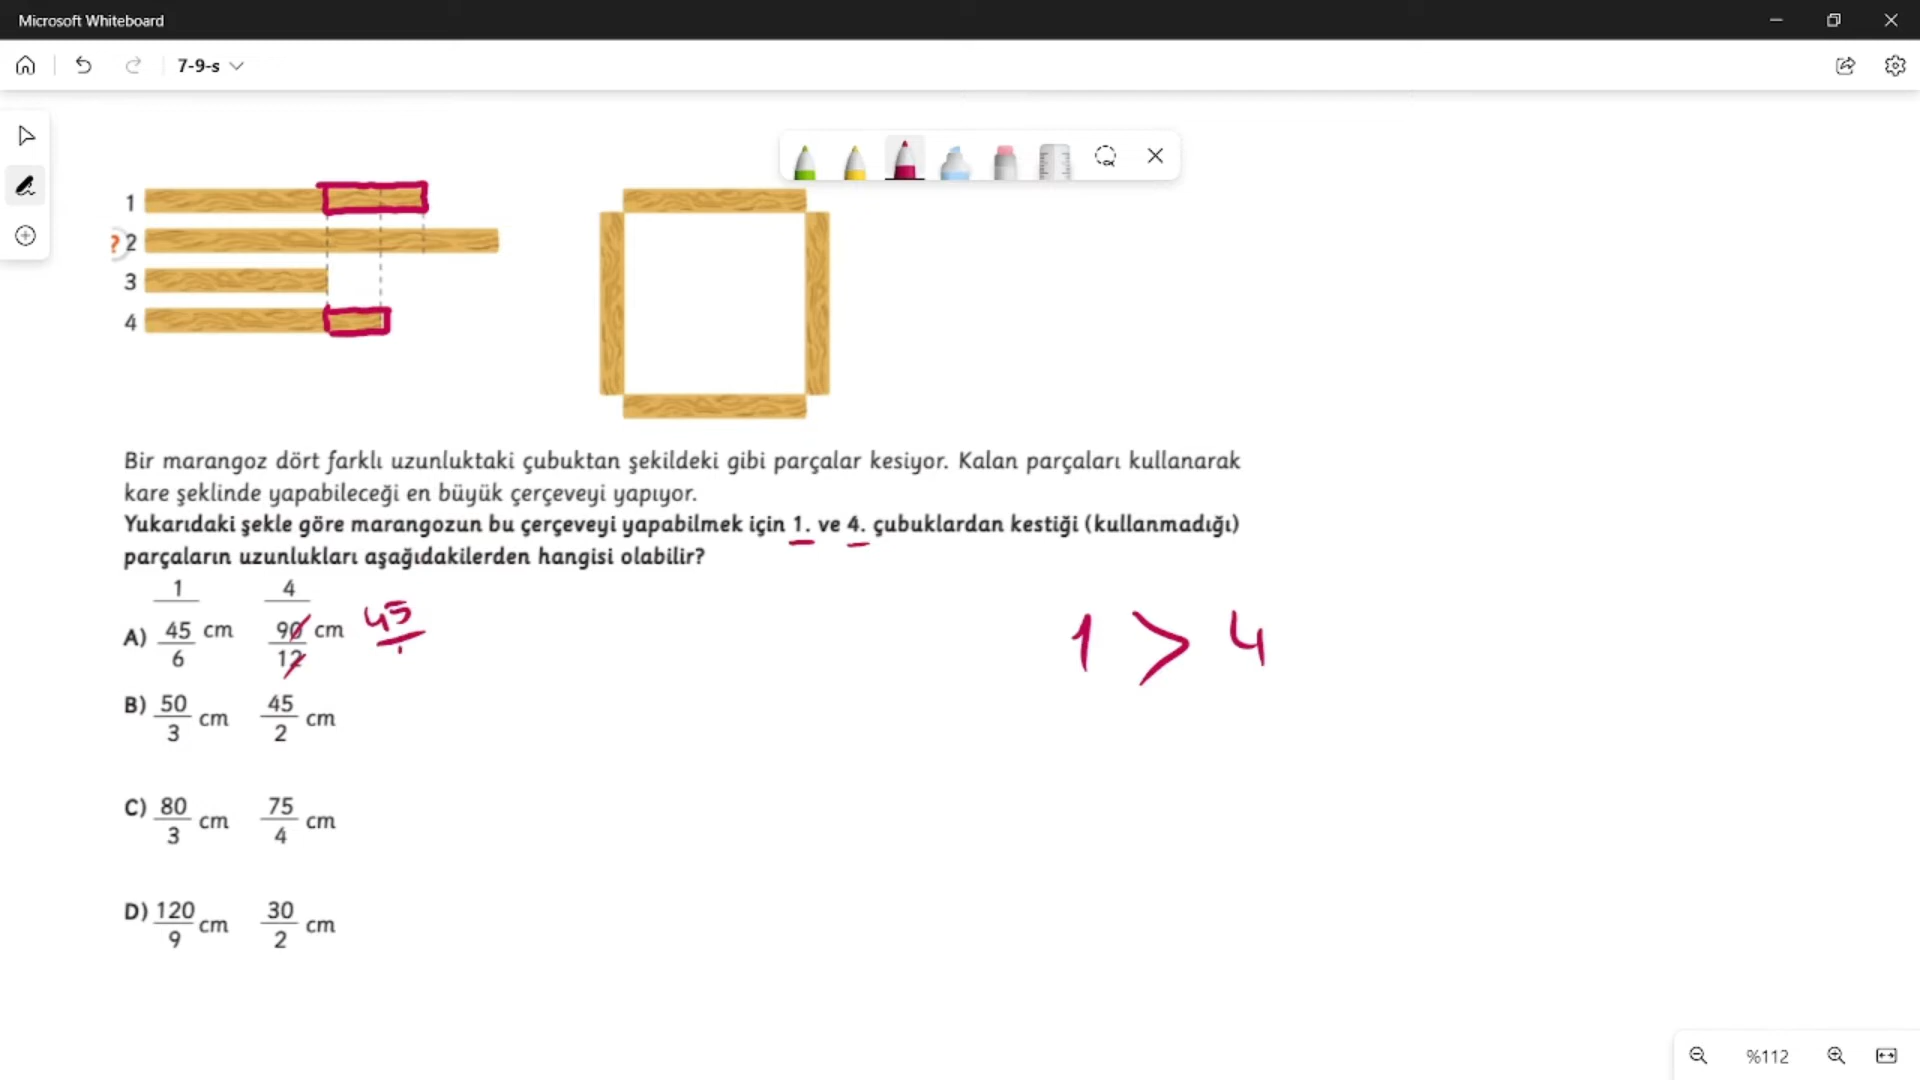 Microsoft Whiteboard
7-9-s
1
? 2
3
4
Bir marangoz dört farklı uzunluktaki çubuktan şekildeki gibi parçalar kesiyor. Kalan parçaları kullanarak
kare şeklinde yapabileceği en büyük çerçeveyi yapıyor.
Yukarıdaki şekle göre marangozun bu çerçeveyi yapabilmek için 1. ve 4. çubuklardan kestiği (kullanmadığı)
parçaların uzunlukları aşağıdakilerden hangisi olabilir?
1 4
A) 45/6 cm 90/12 cm 45
1 > 4
B) 50/3 cm 45/2 cm
C) 80/3 cm 75/4 cm
D) 120/9 cm 30/2 cm
%112